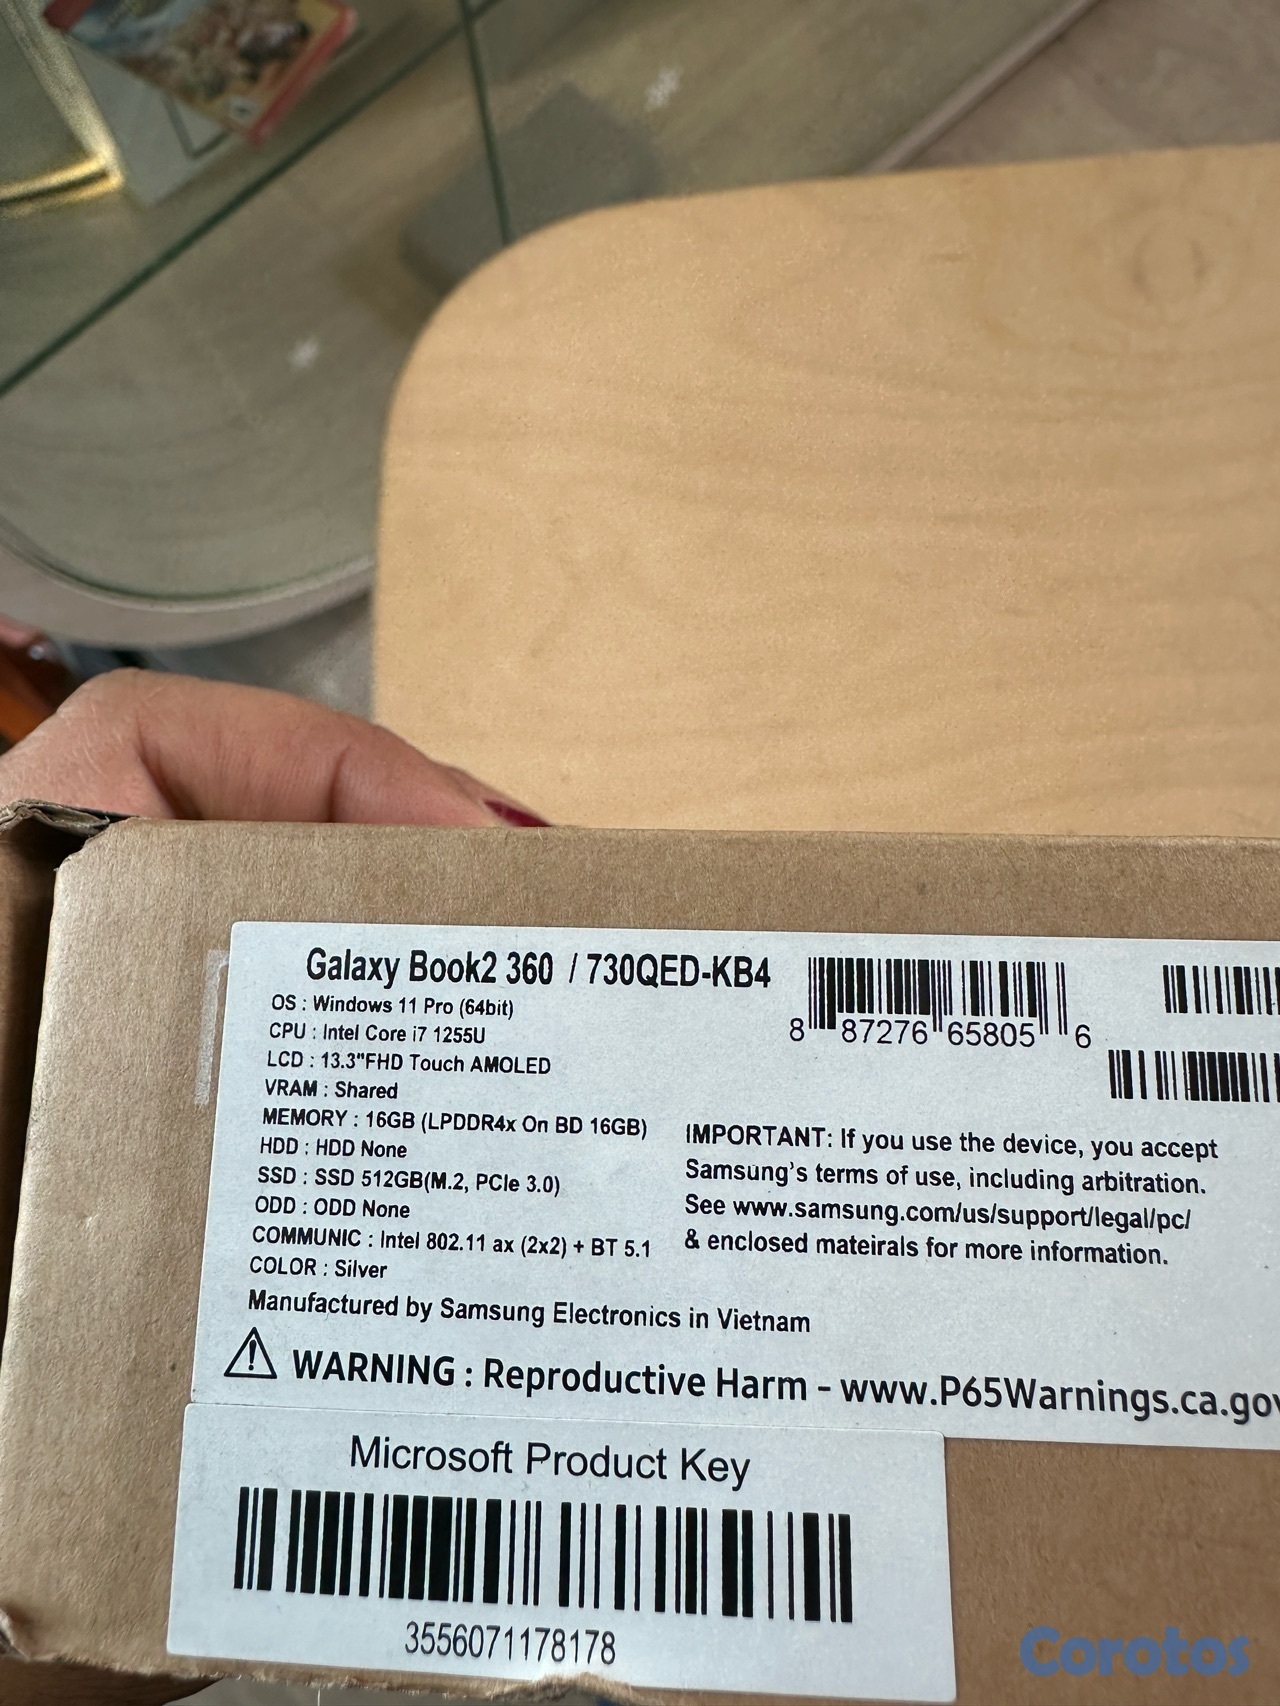 Galaxy Book2 360 / 730QED-KB4
OS : Windows 11 Pro (64bit)
CPU : Intel Core i7 1255U
LCD : 13.3"FHD Touch AMOLED
VRAM : Shared
MEMORY : 16GB (LPDDR4x On BD 16GB)
HDD : HDD None
SSD : SSD 512GB(M.2, PCIe 3.0)
ODD : ODD None
COMMUNIC : Intel 802.11 ax (2x2) + BT 5.1
COLOR : Silver
Manufactured by Samsung Electronics in Vietnam
8 87276 65805 6
IMPORTANT: If you use the device, you accept
Samsung's terms of use, including arbitration.
See www.samsung.com/us/support/legal/pc/
& enclosed mateirals for more information.
WARNING : Reproductive Harm - www.P65Warnings.ca.gov
Microsoft Product Key
3556071178178
Corotos